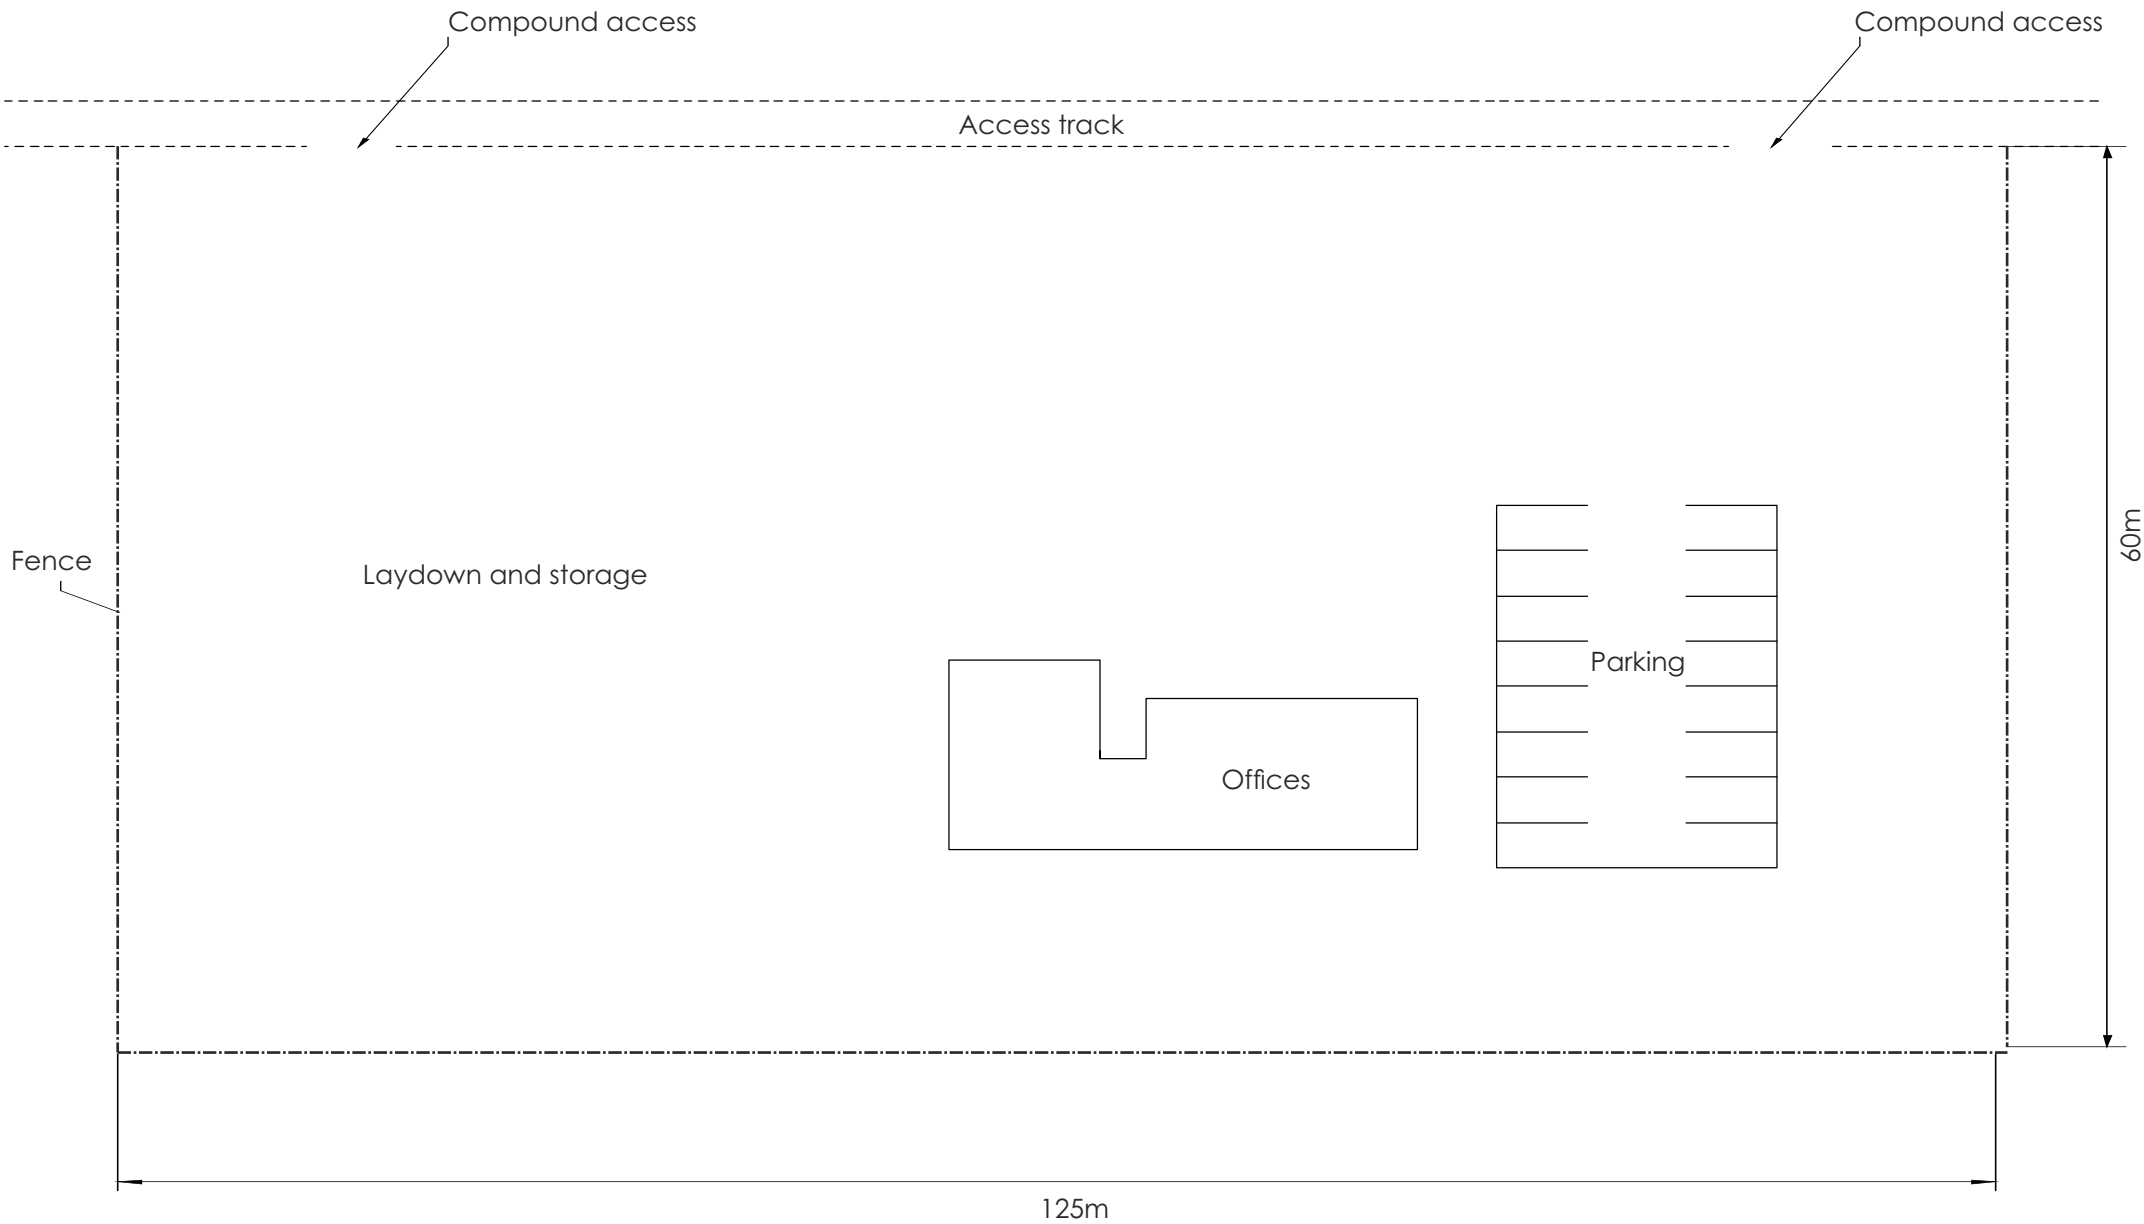 Compound access
Compound access
Access track
Fence
Laydown and storage
60m
Parking
Offices
125m